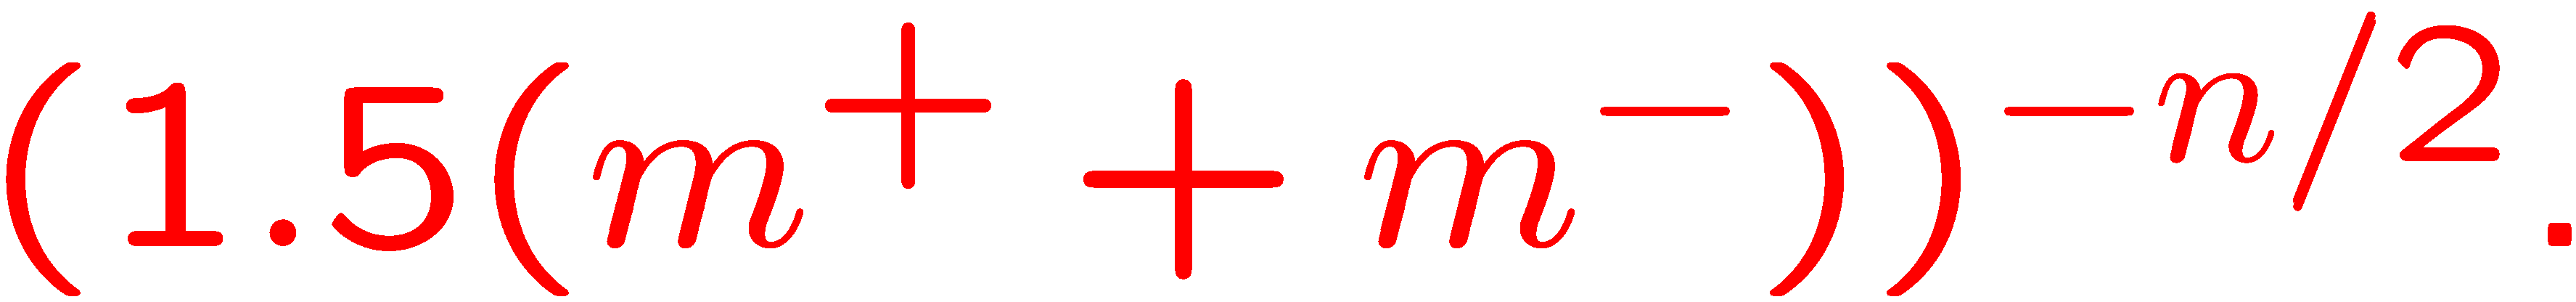 (1.5(m⁺ + m⁻))^{−n/2}.